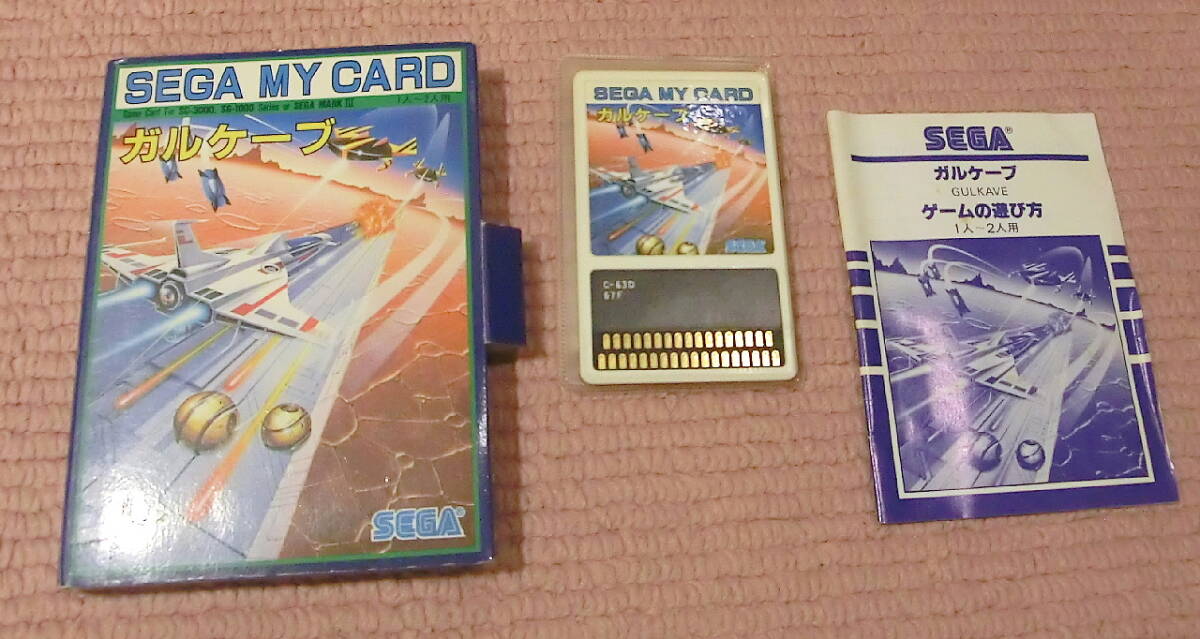 SEGA MY CARD
Game Card For SC-3000, SG-1000 Series or SEGA MARK III
1人~2人用
ガルケーブ
SEGA®
SEGA MY CARD
ガルケーブ
SEGA
C-63D
67F
SEGA®
ガルケーブ
GULKAVE
ゲームの遊び方
1人~2人用